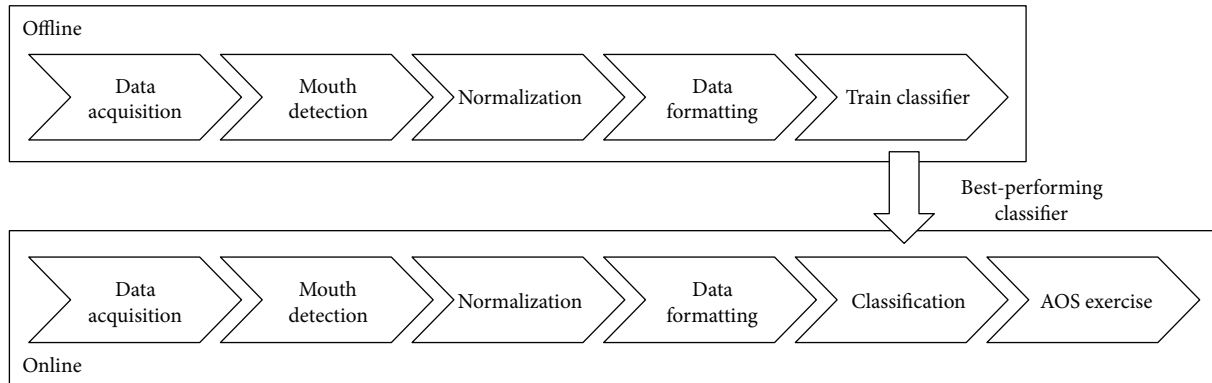 Offline
Data
acquisition
Mouth
detection
Normalization
Data
formatting
Train classifier
Best-performing
classifier
Data
acquisition
Mouth
detection
Normalization
Data
formatting
Classification
AOS exercise
Online